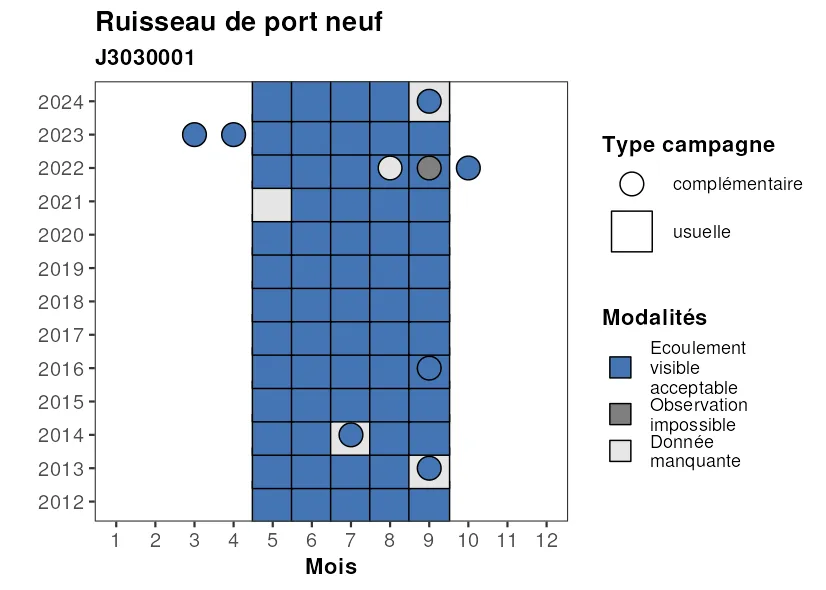 Ruisseau de port neuf
J3030001
2024
2023
2022
2021
2020
2019
2018
2017
2016
2015
2014
2013
2012
1 2 3 4 5 6 7 8 9 10 11 12
Mois
Type campagne
complémentaire
usuelle
Modalités
Ecoulement
visible
acceptable
Observation
impossible
Donnée
manquante